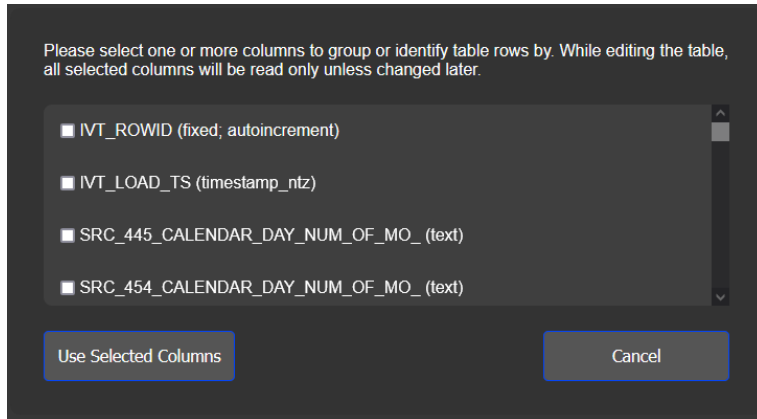 Please select one or more columns to group or identify table rows by. While editing the table,
all selected columns will be read only unless changed later.
IVT_ROWID (fixed; autoincrement)
IVT_LOAD_TS (timestamp_ntz)
SRC_445_CALENDAR_DAY_NUM_OF_MO_ (text)
SRC_454_CALENDAR_DAY_NUM_OF_MO_ (text)
Use Selected Columns
Cancel